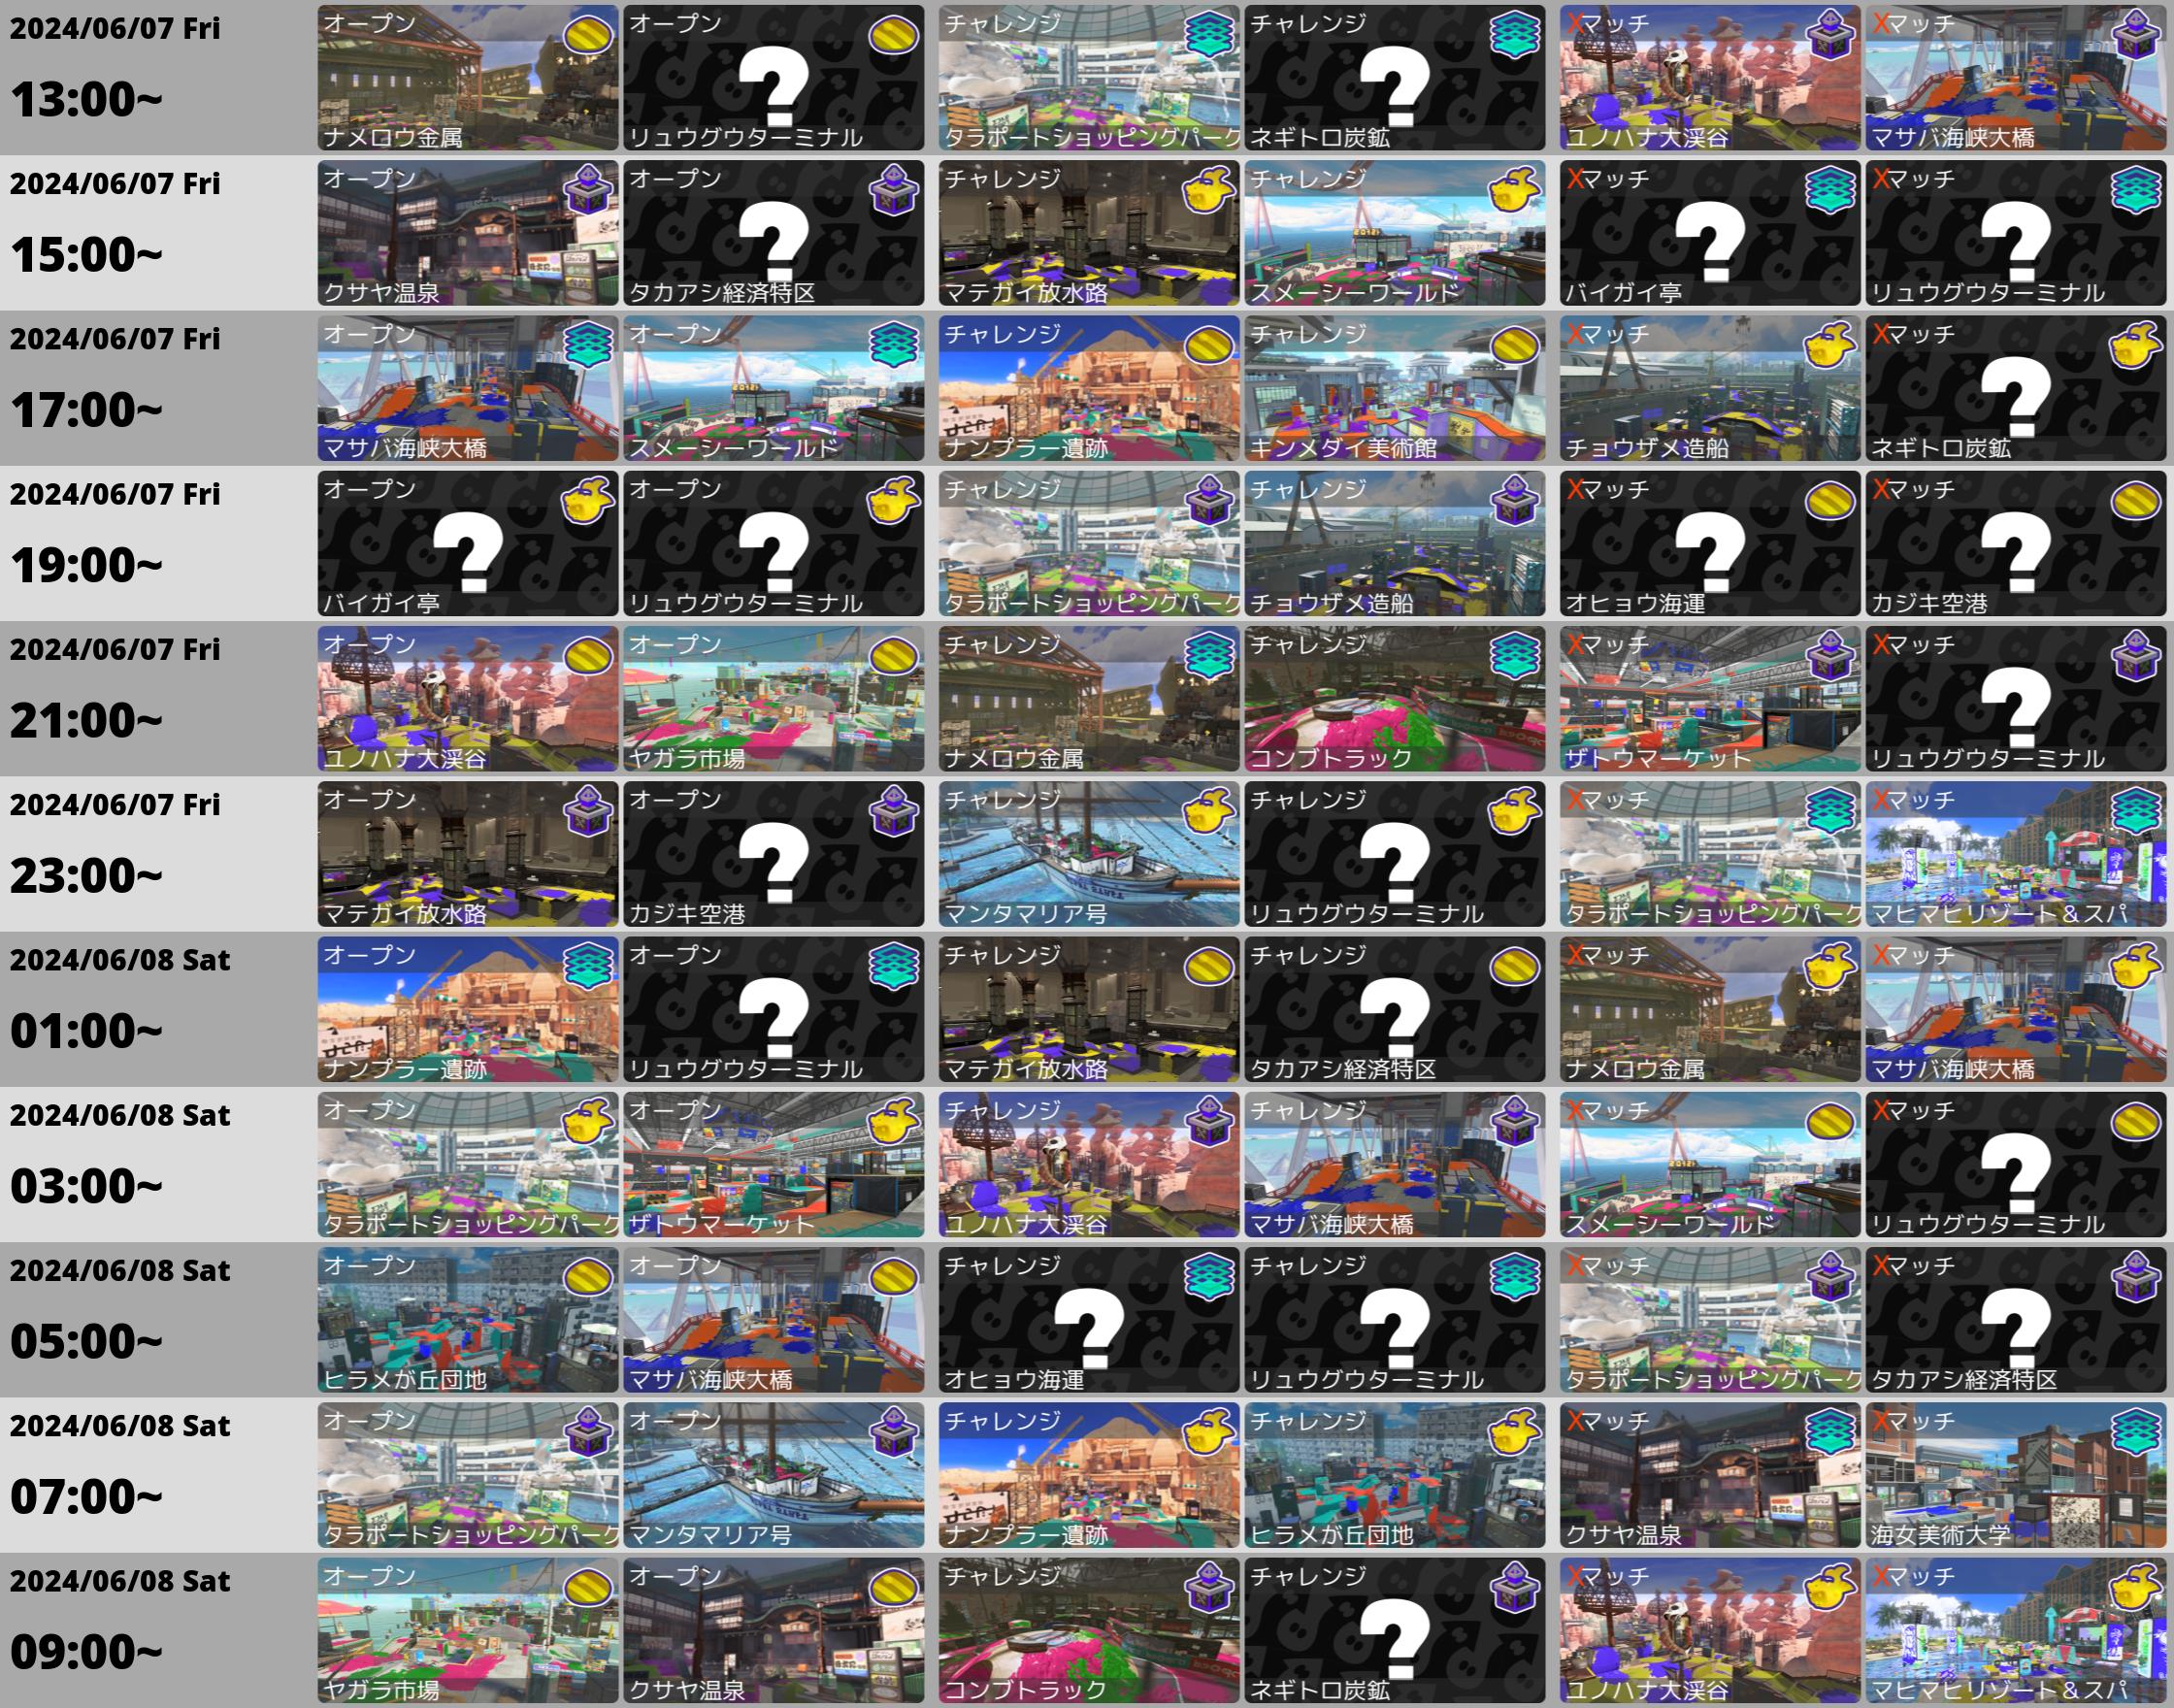 2024/06/07 Fri
13:00~
オープン
ナメロウ金属
オープン
リュウグウターミナル
チャレンジ
タラポートショッピングパーク
チャレンジ
ネギトロ炭鉱
Xマッチ
ユノハナ大渓谷
Xマッチ
マサバ海峡大橋
2024/06/07 Fri
15:00~
オープン
クサヤ温泉
オープン
タカアシ経済特区
チャレンジ
マテガイ放水路
チャレンジ
スメーシーワールド
Xマッチ
バイガイ亭
Xマッチ
リュウグウターミナル
2024/06/07 Fri
17:00~
オープン
マサバ海峡大橋
オープン
スメーシーワールド
チャレンジ
ナンプラー遺跡
チャレンジ
キンメダイ美術館
Xマッチ
チョウザメ造船
Xマッチ
ネギトロ炭鉱
2024/06/07 Fri
19:00~
オープン
バイガイ亭
オープン
リュウグウターミナル
チャレンジ
タラポートショッピングパーク
チャレンジ
チョウザメ造船
Xマッチ
オヒョウ海運
Xマッチ
カジキ空港
2024/06/07 Fri
21:00~
オープン
ユノハナ大渓谷
オープン
ヤガラ市場
チャレンジ
ナメロウ金属
チャレンジ
コンブトラック
Xマッチ
ザトウマーケット
Xマッチ
リュウグウターミナル
2024/06/07 Fri
23:00~
オープン
マテガイ放水路
オープン
カジキ空港
チャレンジ
マンタマリア号
チャレンジ
リュウグウターミナル
Xマッチ
タラポートショッピングパーク
Xマッチ
マヒマヒリゾート＆スパ
2024/06/08 Sat
01:00~
オープン
ナンプラー遺跡
オープン
リュウグウターミナル
チャレンジ
マテガイ放水路
チャレンジ
タカアシ経済特区
Xマッチ
ナメロウ金属
Xマッチ
マサバ海峡大橋
2024/06/08 Sat
03:00~
オープン
タラポートショッピングパーク
オープン
ザトウマーケット
チャレンジ
ユノハナ大渓谷
チャレンジ
マサバ海峡大橋
Xマッチ
スメーシーワールド
Xマッチ
リュウグウターミナル
2024/06/08 Sat
05:00~
オープン
ヒラメが丘団地
オープン
マサバ海峡大橋
チャレンジ
オヒョウ海運
チャレンジ
リュウグウターミナル
Xマッチ
タラポートショッピングパーク
Xマッチ
タカアシ経済特区
2024/06/08 Sat
07:00~
オープン
タラポートショッピングパーク
オープン
マンタマリア号
チャレンジ
ナンプラー遺跡
チャレンジ
ヒラメが丘団地
Xマッチ
クサヤ温泉
Xマッチ
海女美術大学
2024/06/08 Sat
09:00~
オープン
ヤガラ市場
オープン
クサヤ温泉
チャレンジ
コンブトラック
チャレンジ
ネギトロ炭鉱
Xマッチ
ユノハナ大渓谷
Xマッチ
マヒマヒリゾート＆スパ